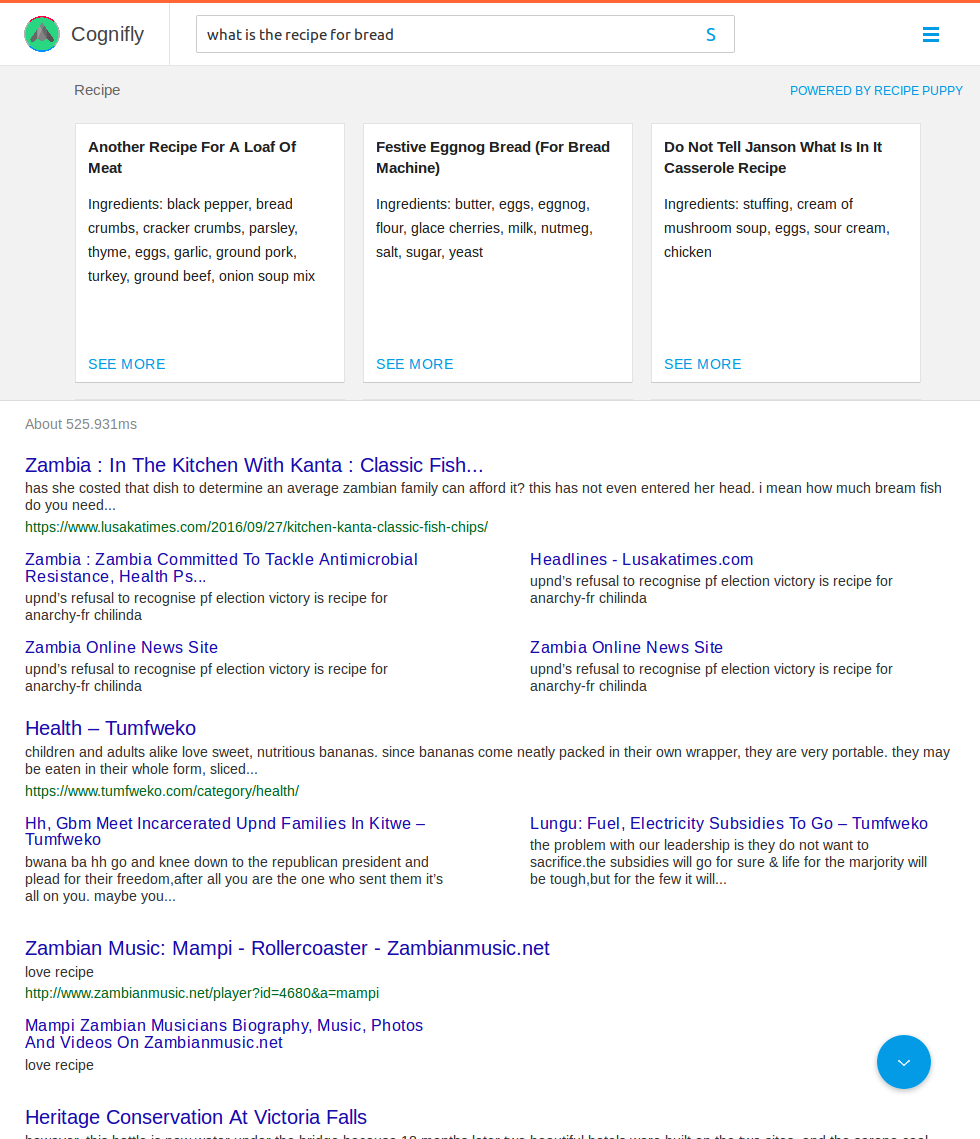 Cognifly
what is the recipe for bread
S
Recipe
POWERED BY RECIPE PUPPY
Another Recipe For A Loaf Of
Meat
Ingredients: black pepper, bread
crumbs, cracker crumbs, parsley,
thyme, eggs, garlic, ground pork,
turkey, ground beef, onion soup mix
SEE MORE
Festive Eggnog Bread (For Bread
Machine)
Ingredients: butter, eggs, eggnog,
flour, glace cherries, milk, nutmeg,
salt, sugar, yeast
SEE MORE
Do Not Tell Janson What Is In It
Casserole Recipe
Ingredients: stuffing, cream of
mushroom soup, eggs, sour cream,
chicken
SEE MORE
About 525.931ms
Zambia : In The Kitchen With Kanta : Classic Fish...
has she costed that dish to determine an average zambian family can afford it? this has not even entered her head. i mean how much bream fish
do you need...
https://www.lusakatimes.com/2016/09/27/kitchen-kanta-classic-fish-chips/
Zambia : Zambia Committed To Tackle Antimicrobial
Resistance, Health Ps...
upnd’s refusal to recognise pf election victory is recipe for
anarchy-fr chilinda
Headlines - Lusakatimes.com
upnd’s refusal to recognise pf election victory is recipe for
anarchy-fr chilinda
Zambia Online News Site
upnd’s refusal to recognise pf election victory is recipe for
anarchy-fr chilinda
Zambia Online News Site
upnd’s refusal to recognise pf election victory is recipe for
anarchy-fr chilinda
Health – Tumfweko
children and adults alike love sweet, nutritious bananas. since bananas come neatly packed in their own wrapper, they are very portable. they may
be eaten in their whole form, sliced...
https://www.tumfweko.com/category/health/
Hh, Gbm Meet Incarcerated Upnd Families In Kitwe –
Tumfweko
bwana ba hh go and knee down to the republican president and
plead for their freedom,after all you are the one who sent them it’s
all on you. maybe you...
Lungu: Fuel, Electricity Subsidies To Go – Tumfweko
the problem with our leadership is they do not want to
sacrifice.the subsidies will go for sure & life for the marjority will
be tough,but for the few it will...
Zambian Music: Mampi - Rollercoaster - Zambianmusic.net
love recipe
http://www.zambianmusic.net/player?id=4680&a=mampi
Mampi Zambian Musicians Biography, Music, Photos
And Videos On Zambianmusic.net
love recipe
Heritage Conservation At Victoria Falls